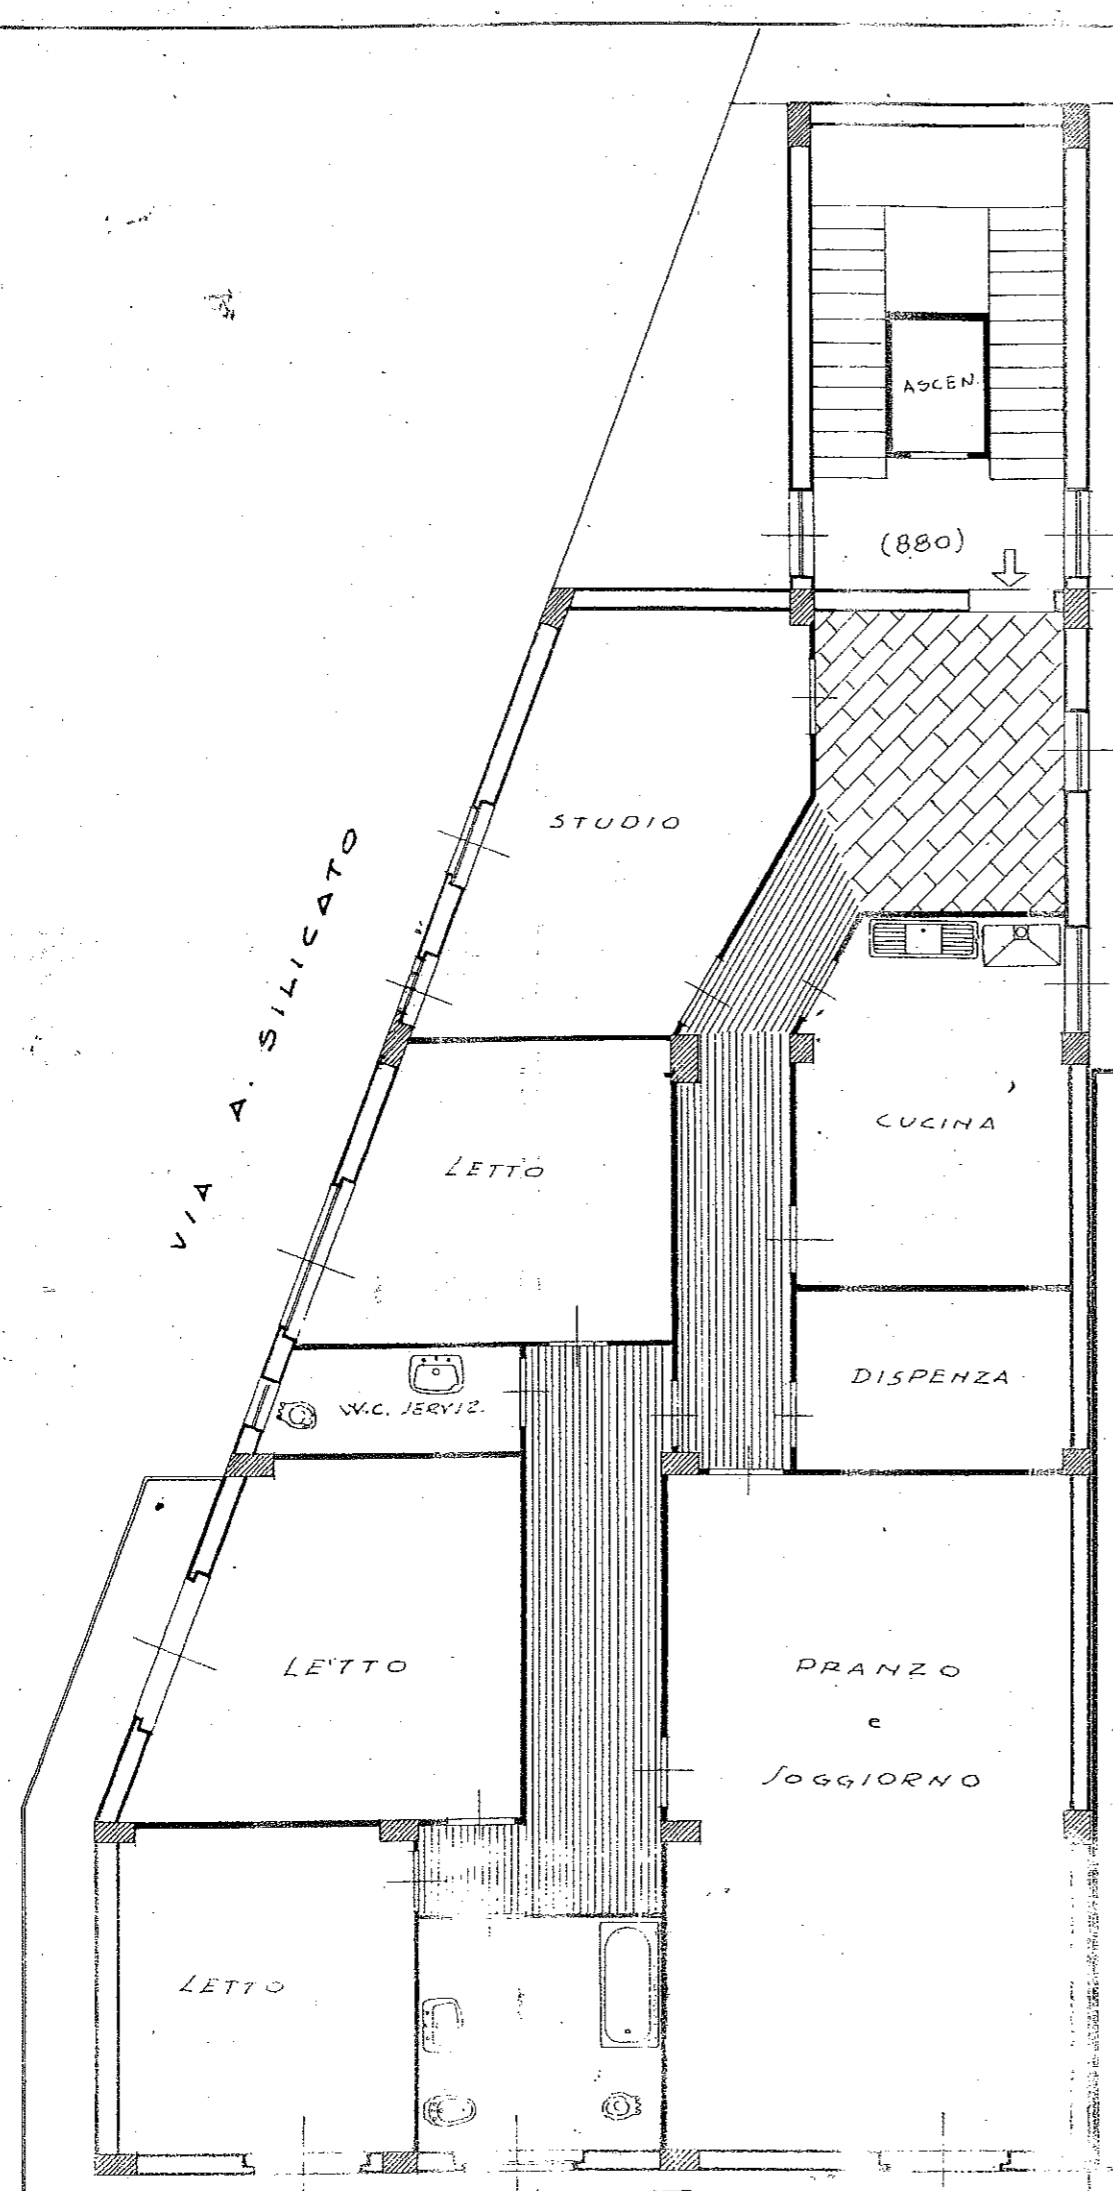 ASCEN.
(880)
STUDIO
VIA A. SILICATO
CUCINA
LETTO
DISPENZA
W.C. SERVIZ.
LETTO
PRANZO
e
SOGGIORNO
LETTO